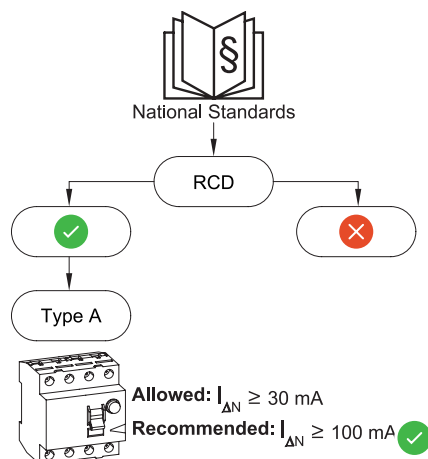 §
National Standards
RCD
Type A
Allowed: IΔN ≥ 30 mA
Recommended: IΔN ≥ 100 mA